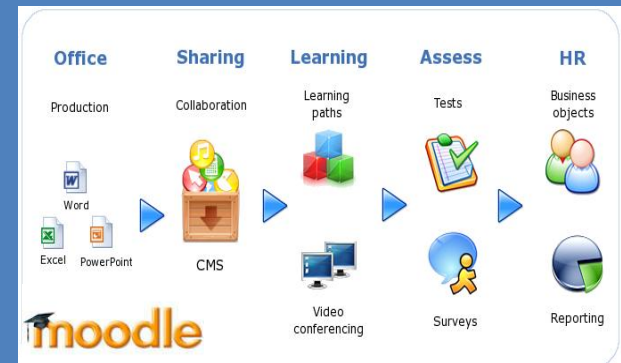 Office
Sharing
Learning
Assess
HR
Production
Collaboration
Learning
paths
Tests
Business
objects
Word
Excel
PowerPoint
CMS
Video
conferencing
Surveys
Reporting
moodle